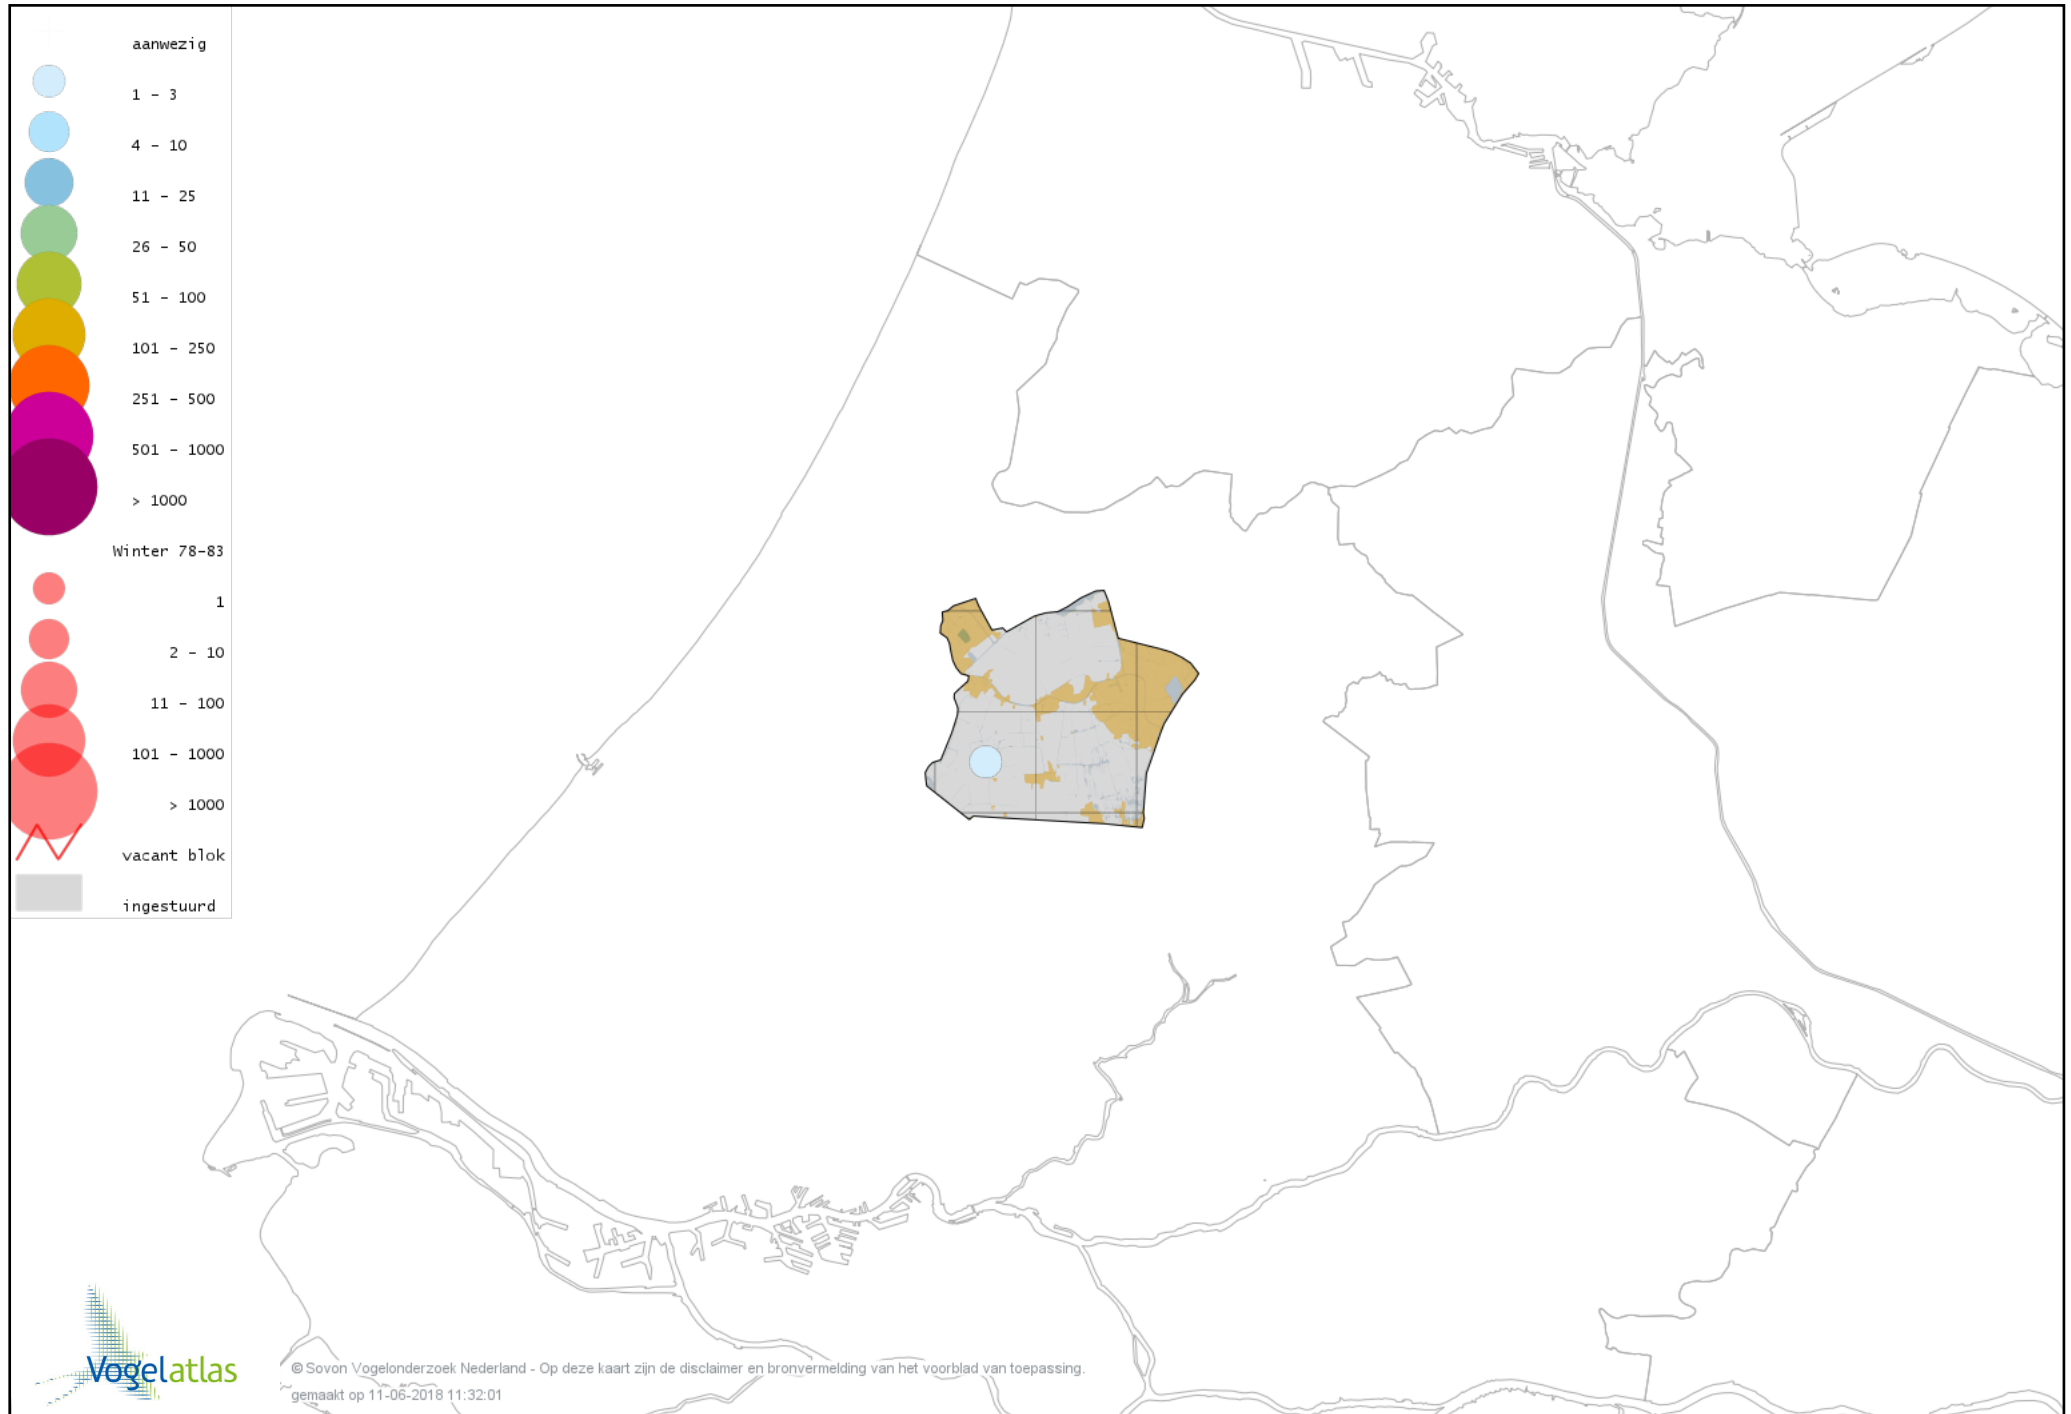 aanwezig
1 - 3
4 - 10
11 - 25
26 - 50
51 - 100
101 - 250
251 - 500
501 - 1000
> 1000
Winter 78-83
1
2 - 10
11 - 100
101 - 1000
> 1000
vacant blok
ingestuurd
Vogelatlas
© Sovon Vogelonderzoek Nederland - Op deze kaart zijn de disclaimer en bronvermelding van het voorblad van toepassing.
gemaakt op 11-06-2018 11:32:01